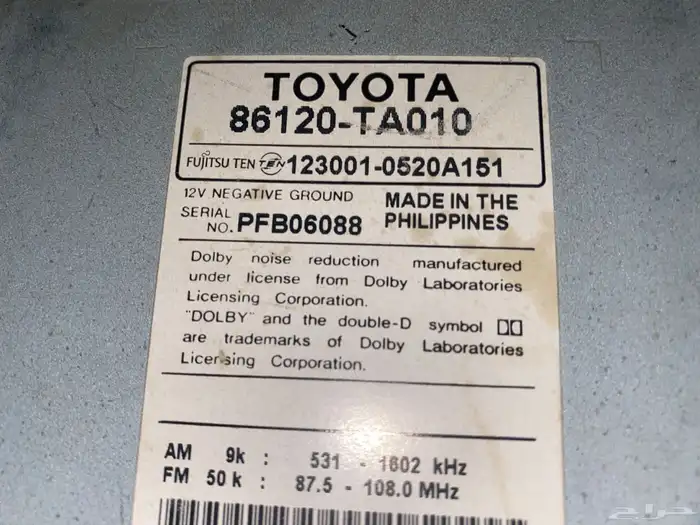 TOYOTA
86120-TA010
FUJITSU TEN TEN 123001-0520A151
12V NEGATIVE GROUND
SERIAL NO. PFB06088
MADE IN THE
PHILIPPINES
Dolby noise reduction manufactured
under license from Dolby Laboratories
Licensing Corporation.
"DOLBY" and the double-D symbol
are trademarks of Dolby Laboratories
Licensing Corporation.
AM 9k : 531 - 1602 kHz
FM 50 k : 87.5 - 108.0 MHz
حراج